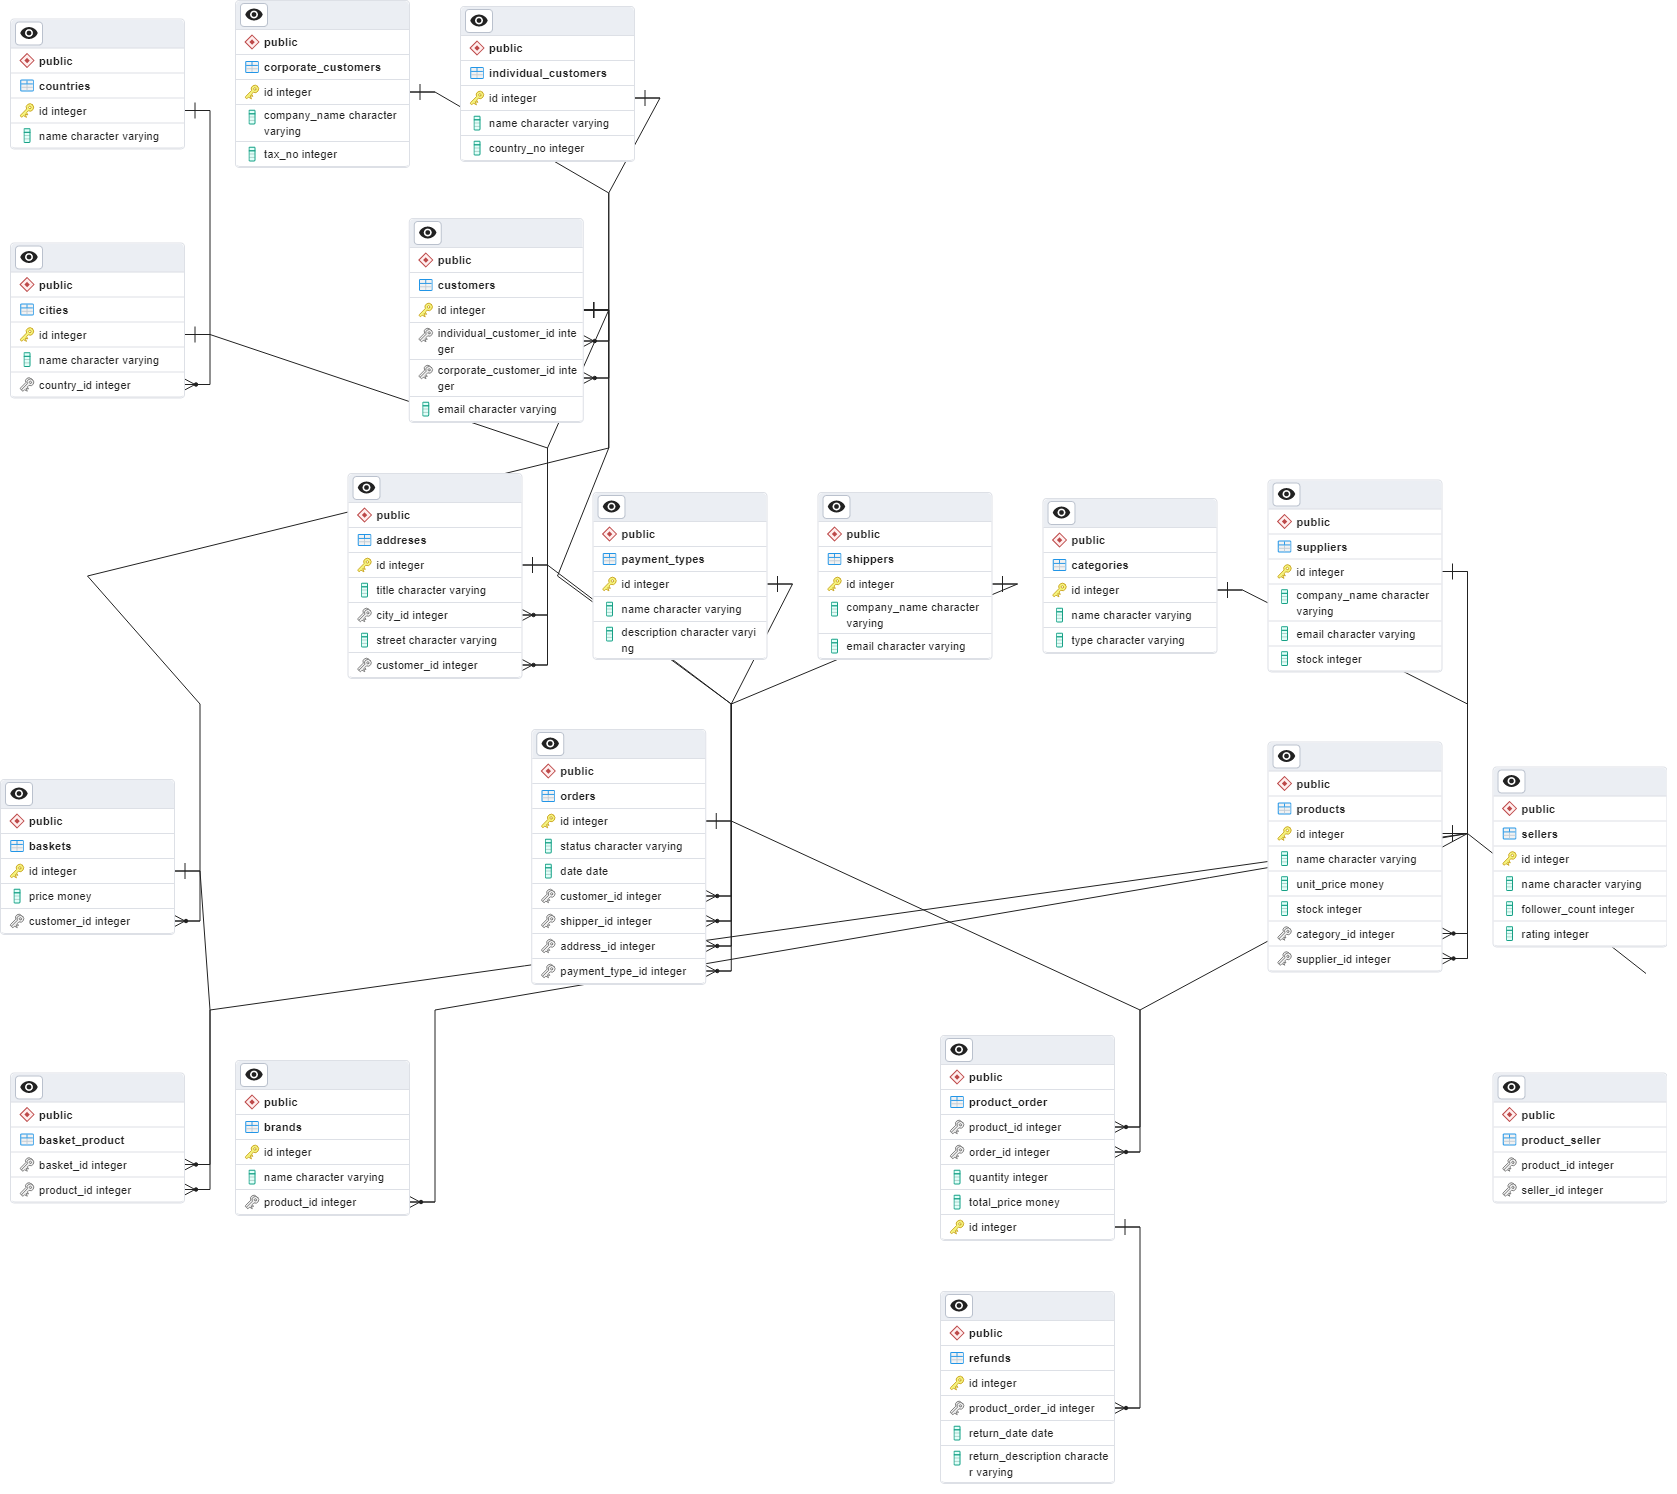 public
countries
id integer
name character varying
public
corporate_customers
id integer
company_name character
varying
tax_no integer
public
individual_customers
id integer
name character varying
country_no integer
public
cities
id integer
name character varying
country_id integer
public
customers
id integer
individual_customer_id inte
ger
corporate_customer_id inte
ger
email character varying
public
addreses
id integer
title character varying
city_id integer
street character varying
customer_id integer
public
payment_types
id integer
name character varying
description character varyi
ng
public
shippers
id integer
company_name character
varying
email character varying
public
categories
id integer
name character varying
type character varying
public
suppliers
id integer
company_name character
varying
email character varying
stock integer
public
baskets
id integer
price money
customer_id integer
public
orders
id integer
status character varying
date date
customer_id integer
shipper_id integer
address_id integer
payment_type_id integer
public
products
id integer
name character varying
unit_price money
stock integer
category_id integer
supplier_id integer
public
sellers
id integer
name character varying
follower_count integer
rating integer
public
basket_product
basket_id integer
product_id integer
public
brands
id integer
name character varying
product_id integer
public
product_order
product_id integer
order_id integer
quantity integer
total_price money
id integer
public
product_seller
product_id integer
seller_id integer
public
refunds
id integer
product_order_id integer
return_date date
return_description characte
r varying